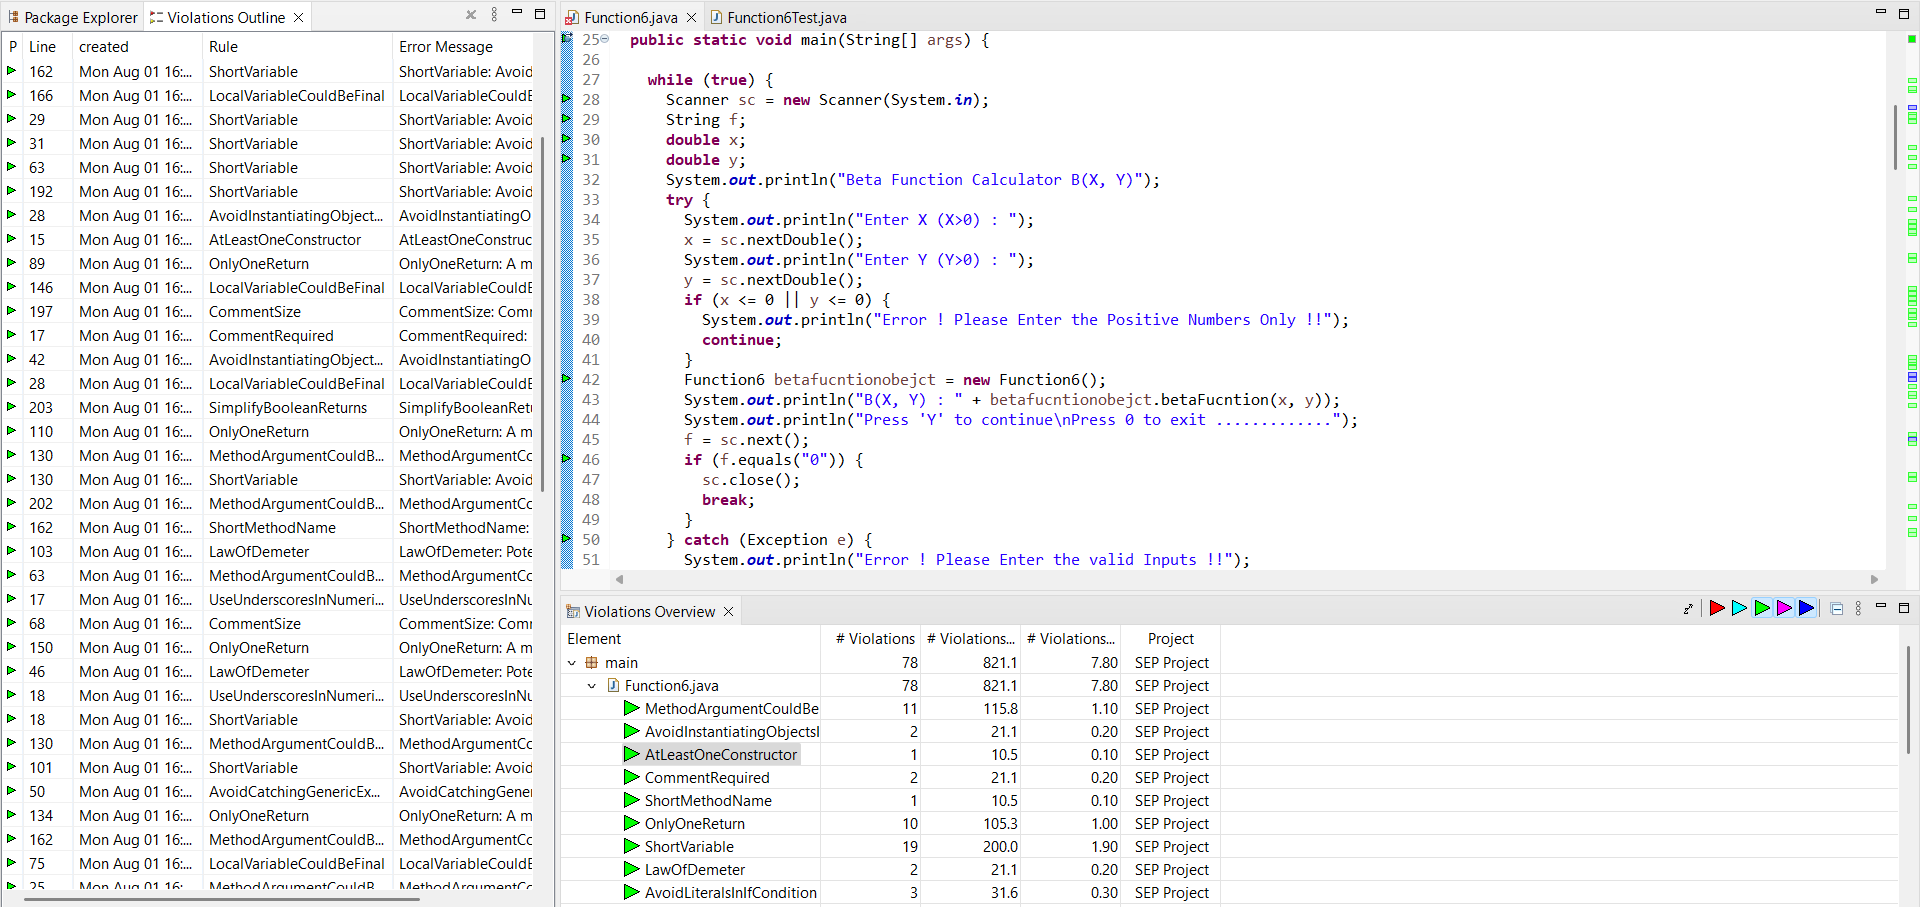 Package Explorer
Violations Outline
P Line created Rule Error Message
162 Mon Aug 01 16:... ShortVariable ShortVariable: Avoid
166 Mon Aug 01 16:... LocalVariableCouldBeFinal LocalVariableCouldE
29 Mon Aug 01 16:... ShortVariable ShortVariable: Avoid
31 Mon Aug 01 16:... ShortVariable ShortVariable: Avoid
63 Mon Aug 01 16:... ShortVariable ShortVariable: Avoid
192 Mon Aug 01 16:... ShortVariable ShortVariable: Avoid
28 Mon Aug 01 16:... AvoidInstantiatingObject... AvoidInstantiatingO
15 Mon Aug 01 16:... AtLeastOneConstructor AtLeastOneConstruc
89 Mon Aug 01 16:... OnlyOneReturn OnlyOneReturn: A m
146 Mon Aug 01 16:... LocalVariableCouldBeFinal LocalVariableCouldE
197 Mon Aug 01 16:... CommentSize CommentSize: Comr
17 Mon Aug 01 16:... CommentRequired CommentRequired:
42 Mon Aug 01 16:... AvoidInstantiatingObject... AvoidInstantiatingO
28 Mon Aug 01 16:... LocalVariableCouldBeFinal LocalVariableCouldE
203 Mon Aug 01 16:... SimplifyBooleanReturns SimplifyBooleanRetu
110 Mon Aug 01 16:... OnlyOneReturn OnlyOneReturn: A m
130 Mon Aug 01 16:... MethodArgumentCouldB... MethodArgumentCo
130 Mon Aug 01 16:... ShortVariable ShortVariable: Avoid
202 Mon Aug 01 16:... MethodArgumentCouldB... MethodArgumentCo
162 Mon Aug 01 16:... ShortMethodName ShortMethodName:
103 Mon Aug 01 16:... LawOfDemeter LawOfDemeter: Pote
63 Mon Aug 01 16:... MethodArgumentCouldB... MethodArgumentCo
17 Mon Aug 01 16:... UseUnderscoresInNumeri... UseUnderscoresInNu
68 Mon Aug 01 16:... CommentSize CommentSize: Comr
150 Mon Aug 01 16:... OnlyOneReturn OnlyOneReturn: A m
46 Mon Aug 01 16:... LawOfDemeter LawOfDemeter: Pote
18 Mon Aug 01 16:... UseUnderscoresInNumeri... UseUnderscoresInNu
18 Mon Aug 01 16:... ShortVariable ShortVariable: Avoid
130 Mon Aug 01 16:... MethodArgumentCouldB... MethodArgumentCo
101 Mon Aug 01 16:... ShortVariable ShortVariable: Avoid
50 Mon Aug 01 16:... AvoidCatchingGenericEx... AvoidCatchingGener
134 Mon Aug 01 16:... OnlyOneReturn OnlyOneReturn: A m
162 Mon Aug 01 16:... MethodArgumentCouldB... MethodArgumentCo
75 Mon Aug 01 16:... LocalVariableCouldBeFinal LocalVariableCouldE
25 Mon Aug 01 16:... MethodArgumentCouldB... MethodArgumentCo
Function6.java
Function6Test.java
25 public static void main(String[] args) {
26
27 while (true) {
28 Scanner sc = new Scanner(System.in);
29 String f;
30 double x;
31 double y;
32 System.out.println("Beta Function Calculator B(X, Y)");
33 try {
34 System.out.println("Enter X (X>0) : ");
35 x = sc.nextDouble();
36 System.out.println("Enter Y (Y>0) : ");
37 y = sc.nextDouble();
38 if (x <= 0 || y <= 0) {
39 System.out.println("Error ! Please Enter the Positive Numbers Only !!");
40 continue;
41 }
42 Function6 betafucntionobejct = new Function6();
43 System.out.println("B(X, Y) : " + betafucntionobejct.betaFucntion(x, y));
44 System.out.println("Press 'Y' to continue\nPress 0 to exit .............");
45 f = sc.next();
46 if (f.equals("0")) {
47 sc.close();
48 break;
49 }
50 } catch (Exception e) {
51 System.out.println("Error ! Please Enter the valid Inputs !!");
Violations Overview
Element # Violations # Violations... # Violations... Project
main 78 821.1 7.80 SEP Project
Function6.java 78 821.1 7.80 SEP Project
MethodArgumentCouldBe 11 115.8 1.10 SEP Project
AvoidInstantiatingObjectsI 2 21.1 0.20 SEP Project
AtLeastOneConstructor 1 10.5 0.10 SEP Project
CommentRequired 2 21.1 0.20 SEP Project
ShortMethodName 1 10.5 0.10 SEP Project
OnlyOneReturn 10 105.3 1.00 SEP Project
ShortVariable 19 200.0 1.90 SEP Project
LawOfDemeter 2 21.1 0.20 SEP Project
AvoidLiteralsInIfCondition 3 31.6 0.30 SEP Project